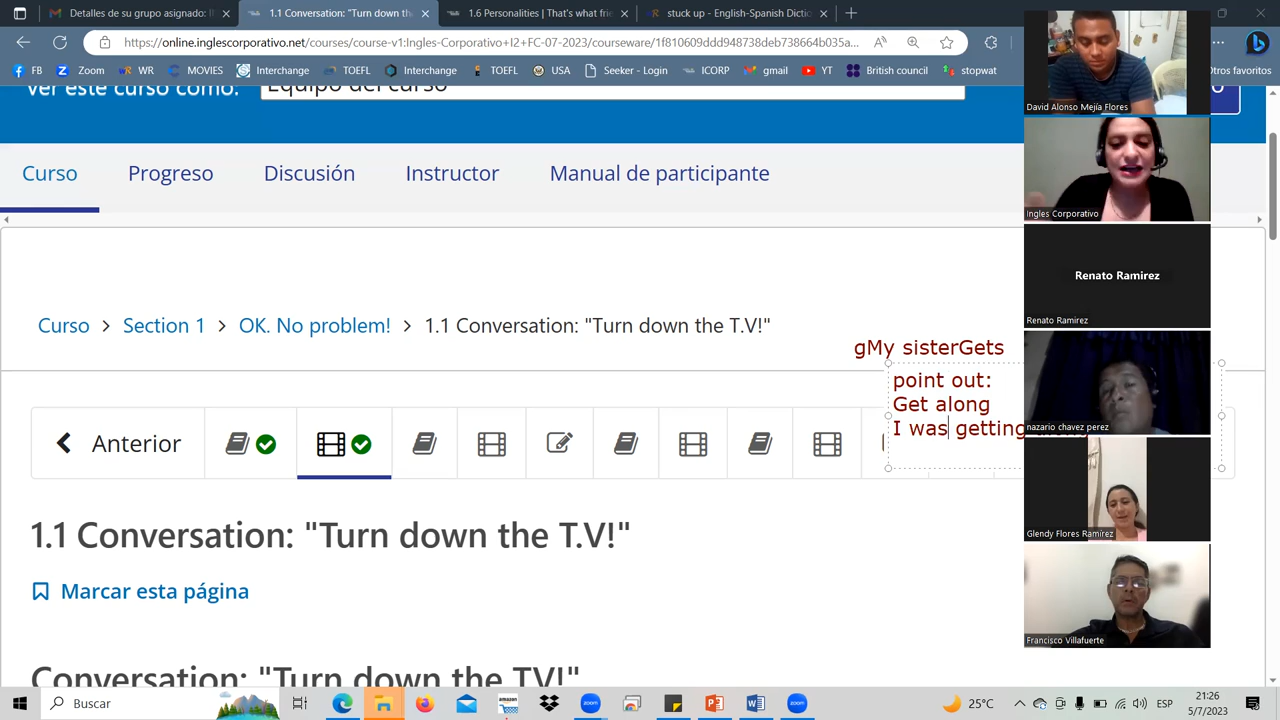 Detalles de su grupo asignado: I
1.1 Conversation: "Turn down th
1.6 Personalities | That's what frie
stuck up - English-Spanish Dictio
https://online.inglescorporativo.net/courses/course-v1:Ingles-Corporativo+I2+FC-07-2023/courseware/1f810609ddd948738deb738664b035a...
FB
Zoom
WR
MOVIES
Interchange
TOEFL
Interchange
TOEFL
USA
Seeker - Login
ICORP
gmail
Y
British council
stopwat
Otros favoritos
Ver este curso como:
Equipo del curso
Curso
Progreso
Discusión
Instructor
Manual de participante
Curso > Section 1 > OK. No problem! > 1.1 Conversation: "Turn down the T.V!"
gMy sisterGets
point out:
Get along
I was getting
Anterior
1.1 Conversation: "Turn down the T.V!"
Marcar esta página
Conversation: "Turn down the TV!"
David Alonso Mejía Flores
Ingles Corporativo
Renato Ramirez
Renato Ramirez
nazario chavez perez
Glendy Flores Ramírez
Francisco Villafuerte
Buscar
amazon
25°C
ESP
21:26
5/7/2023